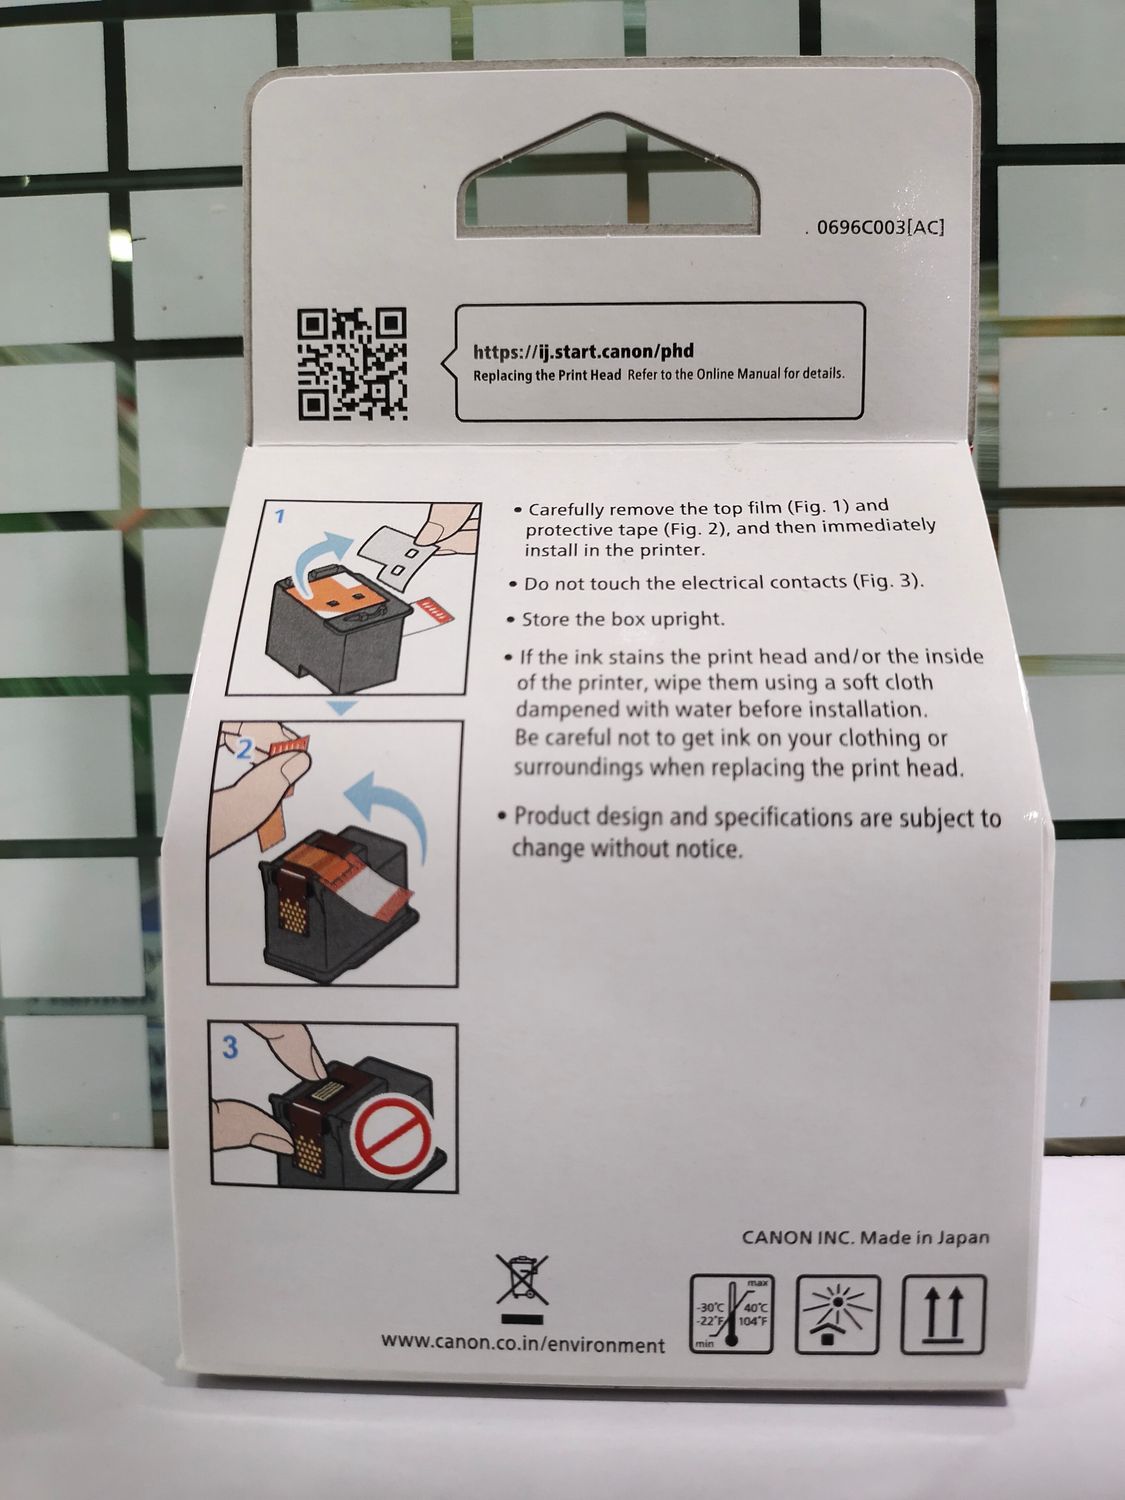 . 0696C003[AC]
https://ij.start.canon/phd
Replacing the Print Head Refer to the Online Manual for details.
1
• Carefully remove the top film (Fig. 1) and
protective tape (Fig. 2), and then immediately
install in the printer.
• Do not touch the electrical contacts (Fig. 3).
• Store the box upright.
• If the ink stains the print head and/or the inside
of the printer, wipe them using a soft cloth
dampened with water before installation.
Be careful not to get ink on your clothing or
surroundings when replacing the print head.
• Product design and specifications are subject to
change without notice.
2
3
CANON INC. Made in Japan
www.canon.co.in/environment
max
-30°C 40°C
-22°F 104°F
min